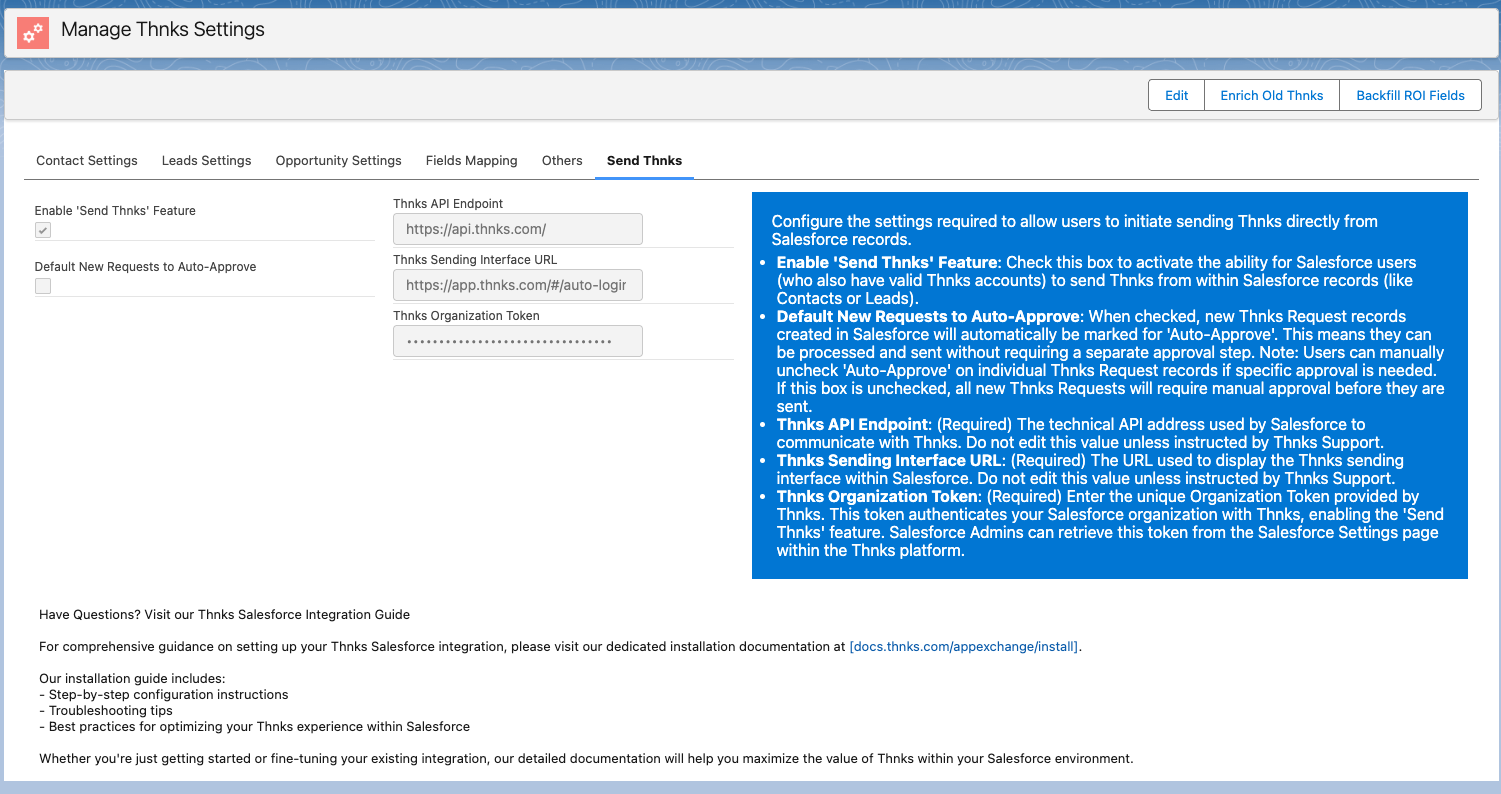 Manage Thnks Settings
Edit
Enrich Old Thnks
Backfill ROI Fields
Contact Settings
Leads Settings
Opportunity Settings
Fields Mapping
Others
Send Thnks
Enable 'Send Thnks' Feature
Default New Requests to Auto-Approve
Thnks API Endpoint
https://api.thnks.com/
Thnks Sending Interface URL
https://app.thnks.com/#/auto-login
Thnks Organization Token
Configure the settings required to allow users to initiate sending Thnks directly from
Salesforce records.
• Enable 'Send Thnks' Feature: Check this box to activate the ability for Salesforce users
(who also have valid Thnks accounts) to send Thnks from within Salesforce records (like
Contacts or Leads).
• Default New Requests to Auto-Approve: When checked, new Thnks Request records
created in Salesforce will automatically be marked for 'Auto-Approve'. This means they can
be processed and sent without requiring a separate approval step. Note: Users can manually
uncheck 'Auto-Approve' on individual Thnks Request records if specific approval is needed.
If this box is unchecked, all new Thnks Requests will require manual approval before they are
sent.
• Thnks API Endpoint: (Required) The technical API address used by Salesforce to
communicate with Thnks. Do not edit this value unless instructed by Thnks Support.
• Thnks Sending Interface URL: (Required) The URL used to display the Thnks sending
interface within Salesforce. Do not edit this value unless instructed by Thnks Support.
• Thnks Organization Token: (Required) Enter the unique Organization Token provided by
Thnks. This token authenticates your Salesforce organization with Thnks, enabling the 'Send
Thnks' feature. Salesforce Admins can retrieve this token from the Salesforce Settings page
within the Thnks platform.
Have Questions? Visit our Thnks Salesforce Integration Guide
For comprehensive guidance on setting up your Thnks Salesforce integration, please visit our dedicated installation documentation at [docs.thnks.com/appexchange/install].
Our installation guide includes:
- Step-by-step configuration instructions
- Troubleshooting tips
- Best practices for optimizing your Thnks experience within Salesforce
Whether you're just getting started or fine-tuning your existing integration, our detailed documentation will help you maximize the value of Thnks within your Salesforce environment.